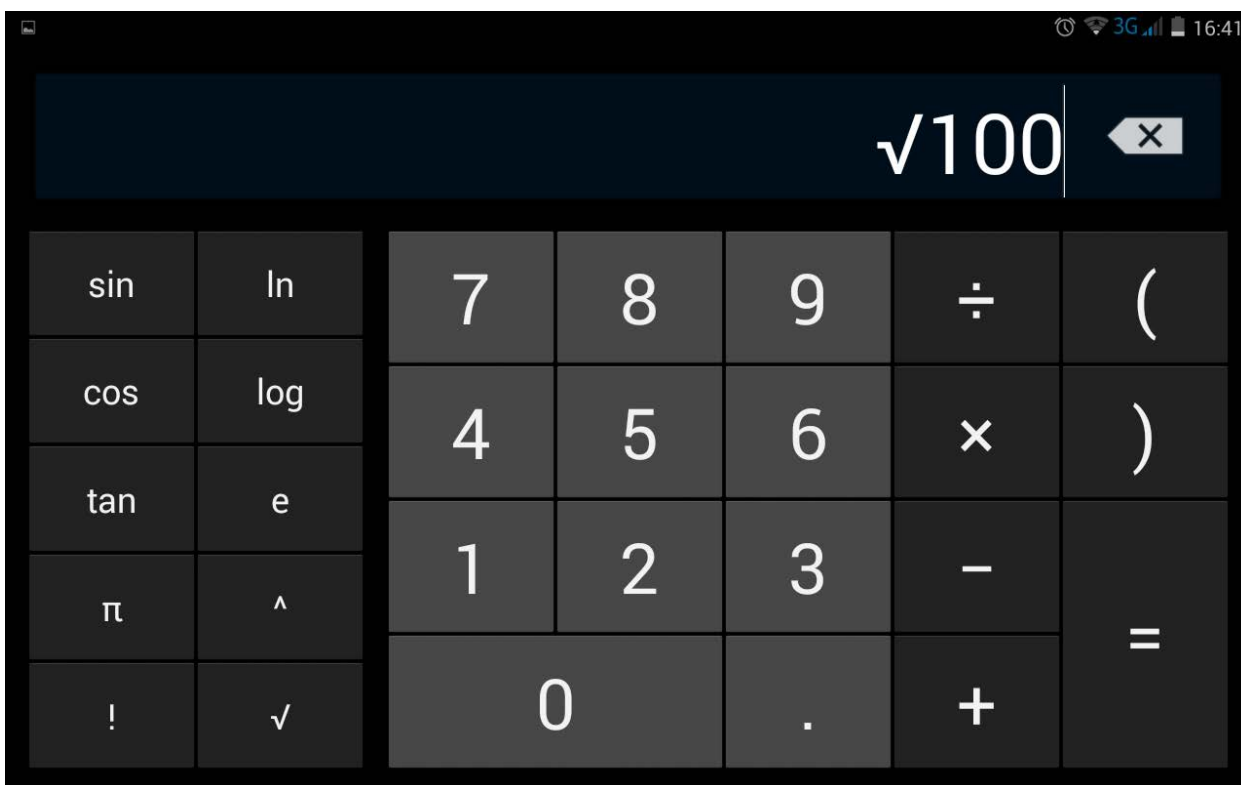 3G 16:41
√100
sin ln 7 8 9 ÷ (
cos log 4 5 6 × )
tan e 1 2 3 −
π ^ =
! √ 0 . +